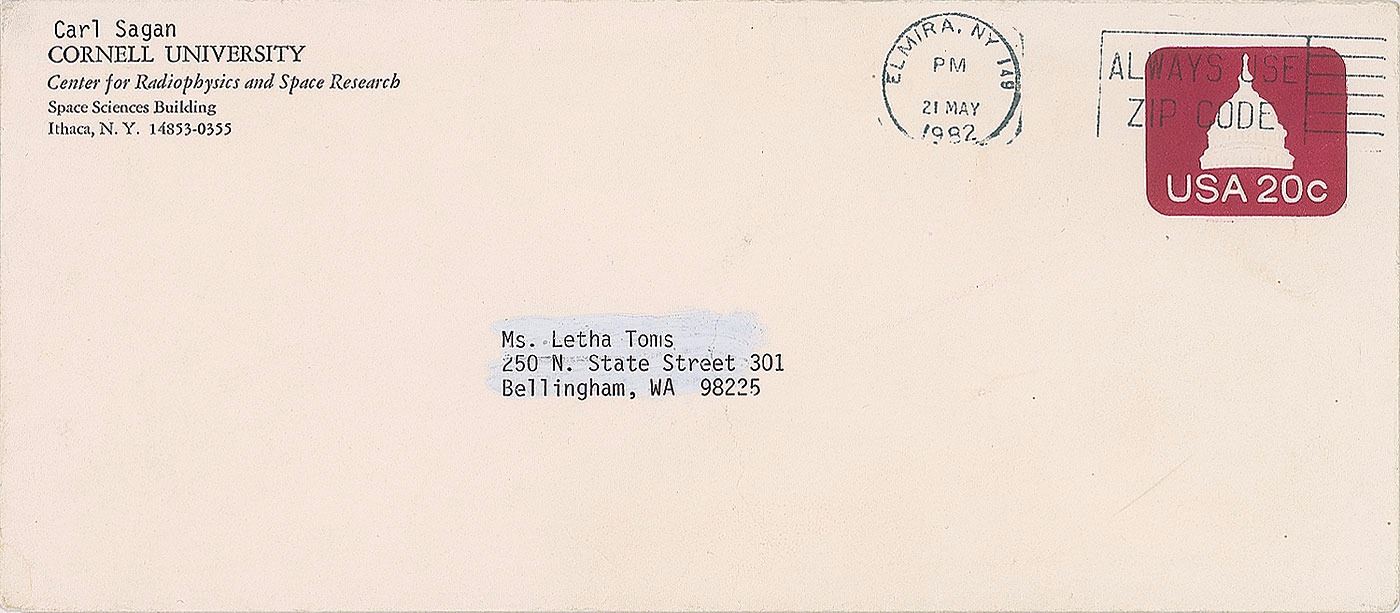 Carl Sagan
CORNELL UNIVERSITY
Center for Radiophysics and Space Research
Space Sciences Building
Ithaca, N. Y. 14853-0355
ELMIRA, NY 149
PM
21 MAY
1982
ALWAYS USE
ZIP CODE
USA 20c
Ms. Letha Toms
250 N. State Street 301
Bellingham, WA 98225